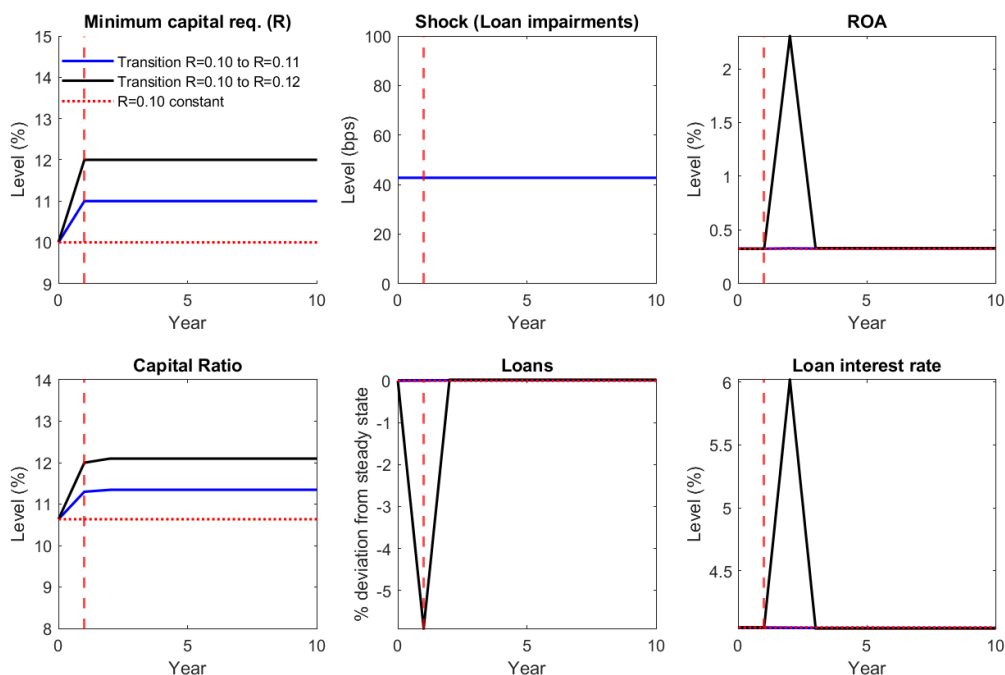 Minimum capital req. (R)
15
14
13
12
11
10
9
Level (%)
Transition R=0.10 to R=0.11
Transition R=0.10 to R=0.12
R=0.10 constant
0
5
10
Year
Shock (Loan impairments)
100
80
60
40
20
0
Level (bps)
0
5
10
Year
ROA
2
1.5
1
0.5
0
Level (%)
0
5
10
Year
Capital Ratio
14
13
12
11
10
9
8
Level (%)
0
5
10
Year
Loans
0
-1
-2
-3
-4
-5
% deviation from steady state
0
5
10
Year
Loan interest rate
6
5.5
5
4.5
Level (%)
0
5
10
Year